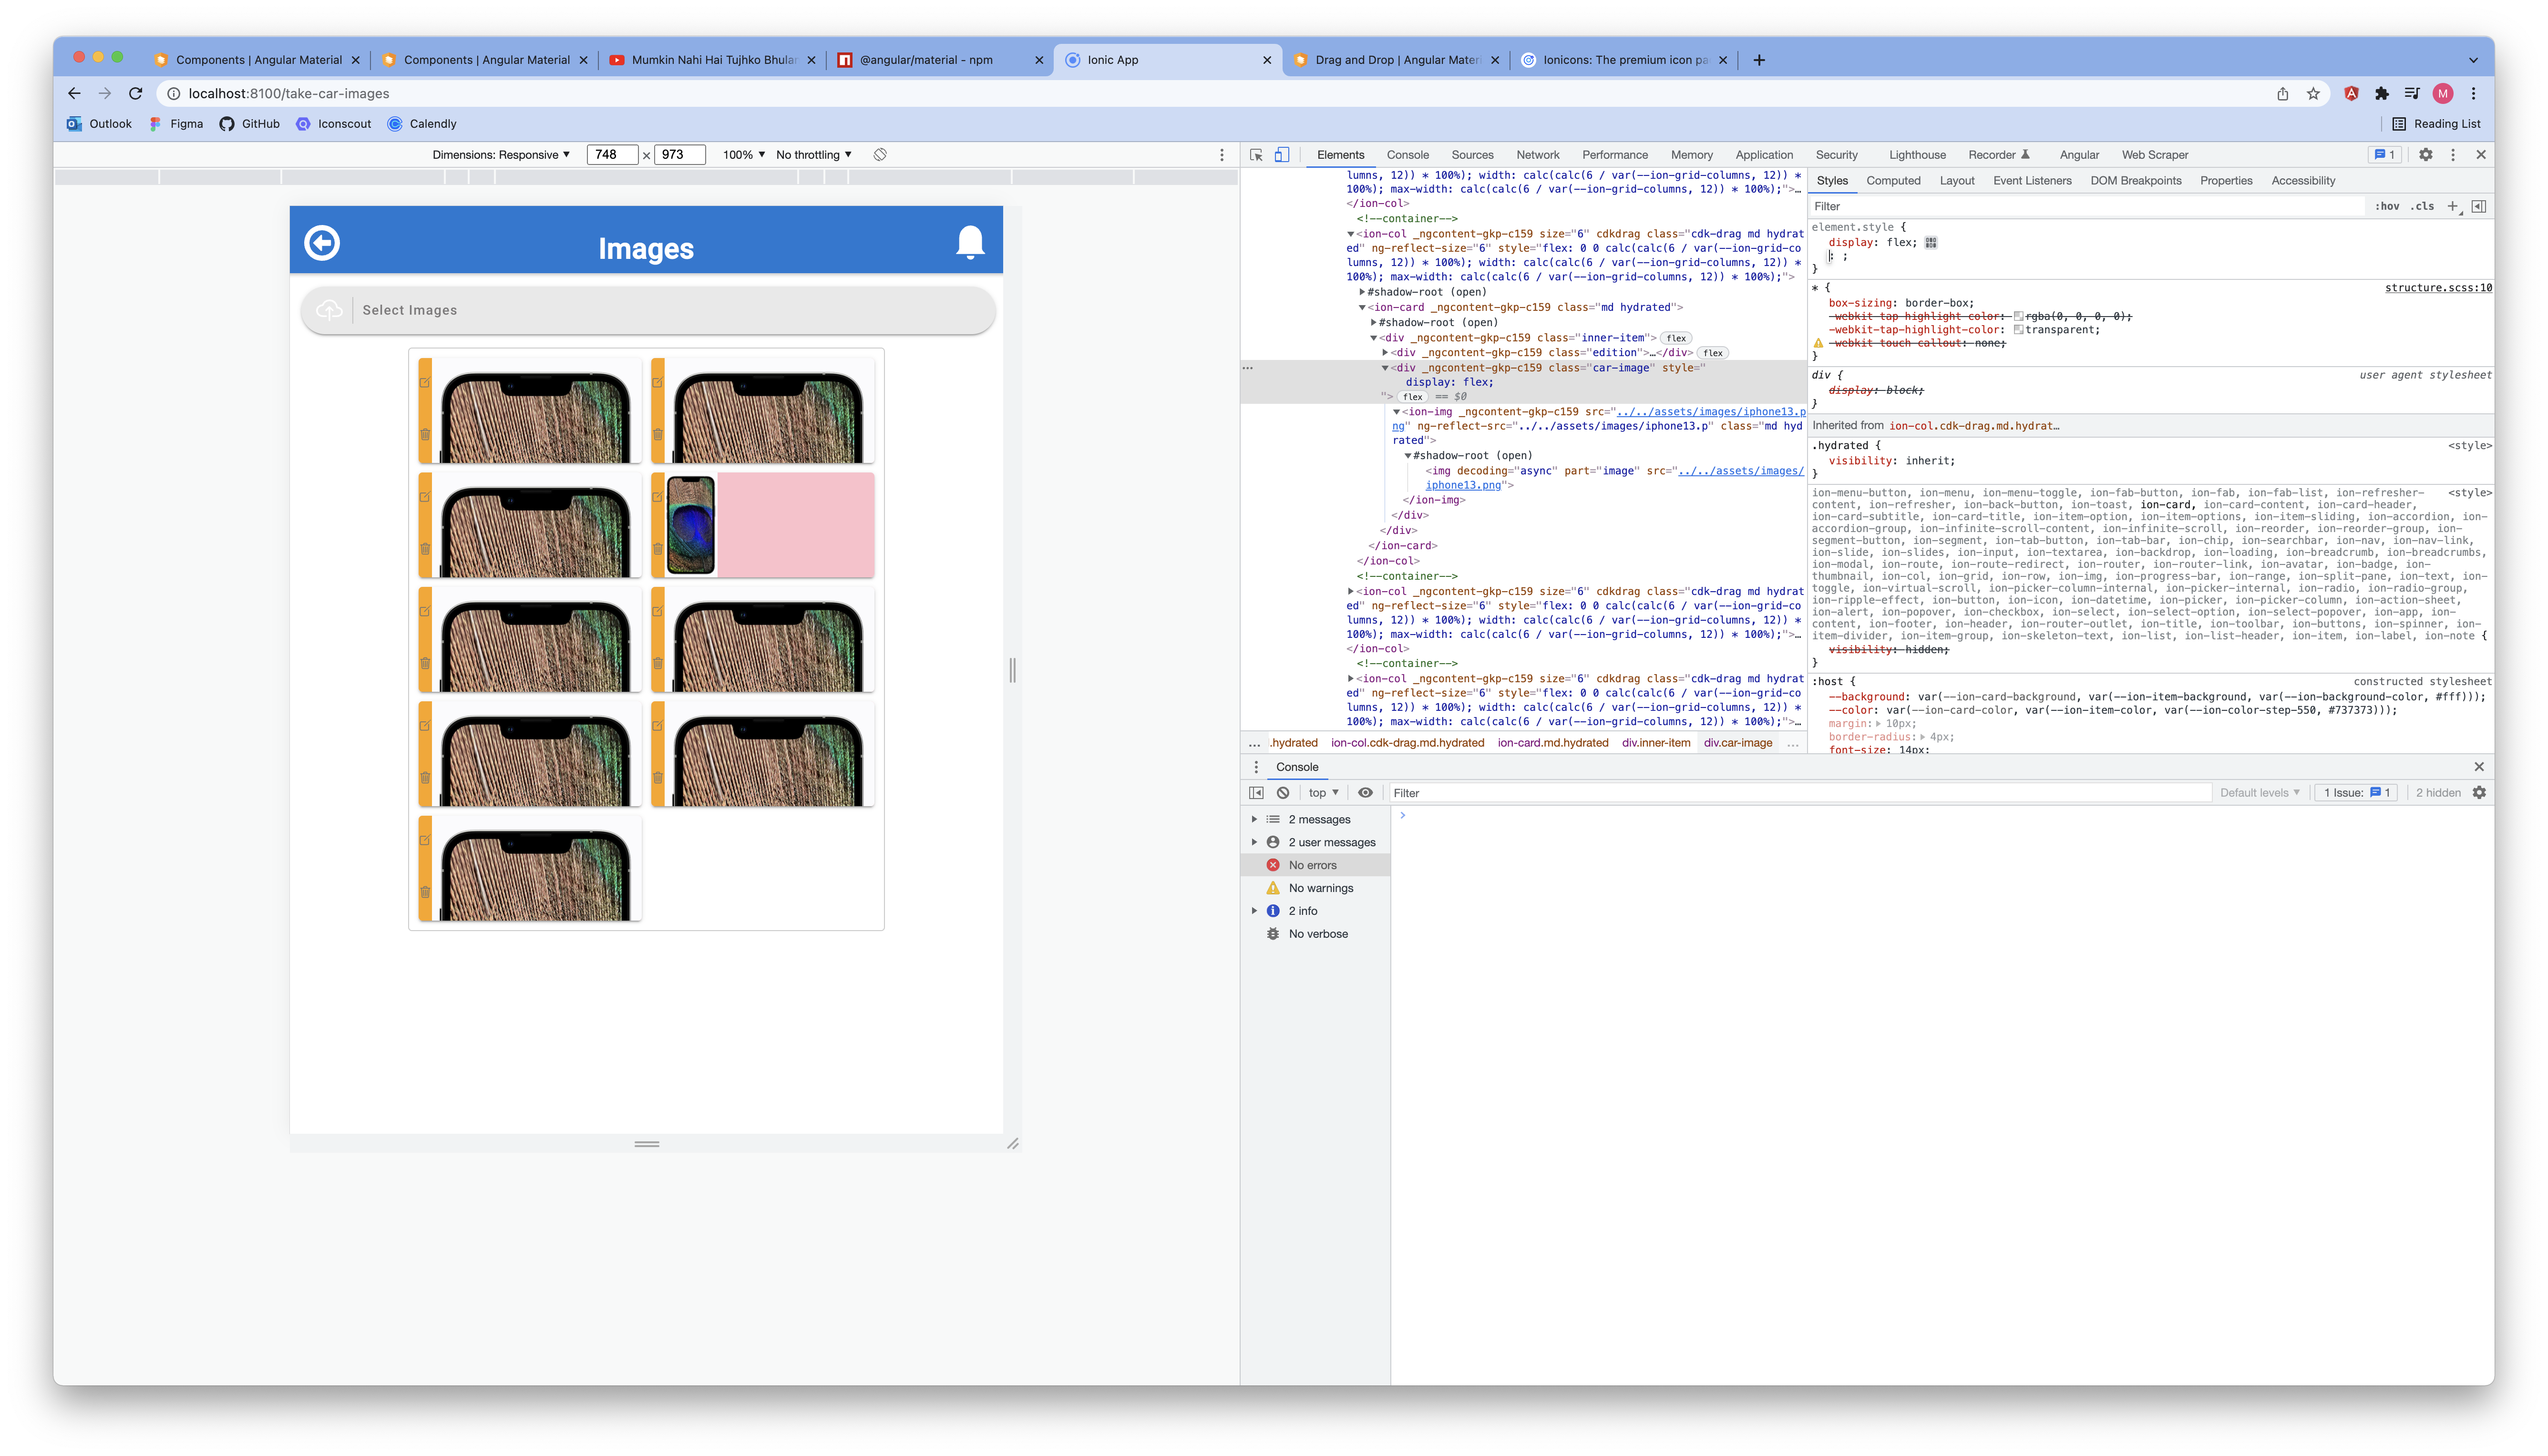 Components | Angular Material
Components | Angular Material
Mumkin Nahi Hai Tujhko Bhula
@angular/material - npm
Ionic App
Drag and Drop | Angular Mater
Ionicons: The premium icon pa
localhost:8100/take-car-images
M
Outlook
Figma
GitHub
Iconscout
Calendly
Reading List
Dimensions: Responsive
748 × 973
100%
No throttling
Elements
Console
Sources
Network
Performance
Memory
Application
Security
Lighthouse
Recorder
Angular
Web Scraper
1
Images
Select Images
lumns, 12)) * 100%); width: calc(calc(6 / var(--ion-grid-columns, 12)) *
100%); max-width: calc(calc(6 / var(--ion-grid-columns, 12)) * 100%);">…
</ion-col>
<!--container-->
<ion-col _ngcontent-gkp-c159 size="6" cdkdrag class="cdk-drag md hydrat
ed" ng-reflect-size="6" style="flex: 0 0 calc(calc(6 / var(--ion-grid-co
lumns, 12)) * 100%); width: calc(calc(6 / var(--ion-grid-columns, 12)) *
100%); max-width: calc(calc(6 / var(--ion-grid-columns, 12)) * 100%);">
#shadow-root (open)
<ion-card _ngcontent-gkp-c159 class="md hydrated">
#shadow-root (open)
<div _ngcontent-gkp-c159 class="inner-item"> flex
<div _ngcontent-gkp-c159 class="edition">…</div> flex
<div _ngcontent-gkp-c159 class="car-image" style="
display: flex;
"> flex == $0
<ion-img _ngcontent-gkp-c159 src="../../assets/images/iphone13.p
ng" ng-reflect-src="../../assets/images/iphone13.p" class="md hyd
rated">
#shadow-root (open)
<img decoding="async" part="image" src="../../assets/images/
iphone13.png">
</ion-img>
</div>
</div>
</ion-card>
</ion-col>
<!--container-->
<ion-col _ngcontent-gkp-c159 size="6" cdkdrag class="cdk-drag md hydrat
ed" ng-reflect-size="6" style="flex: 0 0 calc(calc(6 / var(--ion-grid-co
lumns, 12)) * 100%); width: calc(calc(6 / var(--ion-grid-columns, 12)) *
100%); max-width: calc(calc(6 / var(--ion-grid-columns, 12)) * 100%);">…
</ion-col>
<!--container-->
<ion-col _ngcontent-gkp-c159 size="6" cdkdrag class="cdk-drag md hydrat
ed" ng-reflect-size="6" style="flex: 0 0 calc(calc(6 / var(--ion-grid-co
lumns, 12)) * 100%); width: calc(calc(6 / var(--ion-grid-columns, 12)) *
100%); max-width: calc(calc(6 / var(--ion-grid-columns, 12)) * 100%);">…
… .hydrated ion-col.cdk-drag.md.hydrated ion-card.md.hydrated div.inner-item div.car-image …
Styles
Computed
Layout
Event Listeners
DOM Breakpoints
Properties
Accessibility
Filter
:hov .cls +
element.style {
display: flex;
: ;
}
* {
structure.scss:10
box-sizing: border-box;
-webkit-tap-highlight-color: rgba(0, 0, 0, 0);
-webkit-tap-highlight-color: transparent;
-webkit-touch-callout: none;
}
div {
user agent stylesheet
display: block;
}
Inherited from ion-col.cdk-drag.md.hydrat…
.hydrated {
<style>
visibility: inherit;
}
ion-menu-button, ion-menu, ion-menu-toggle, ion-fab-button, ion-fab, ion-fab-list, ion-refresher-
<style>
content, ion-refresher, ion-back-button, ion-toast, ion-card, ion-card-content, ion-card-header,
ion-card-subtitle, ion-card-title, ion-item-option, ion-item-options, ion-item-sliding, ion-accordion, ion-
accordion-group, ion-infinite-scroll-content, ion-infinite-scroll, ion-reorder, ion-reorder-group, ion-
segment-button, ion-segment, ion-tab-button, ion-tab-bar, ion-chip, ion-searchbar, ion-nav, ion-nav-link,
ion-slide, ion-slides, ion-input, ion-textarea, ion-backdrop, ion-loading, ion-breadcrumb, ion-breadcrumbs,
ion-modal, ion-route, ion-route-redirect, ion-router, ion-router-link, ion-avatar, ion-badge, ion-
thumbnail, ion-col, ion-grid, ion-row, ion-img, ion-progress-bar, ion-range, ion-split-pane, ion-text, ion-
toggle, ion-virtual-scroll, ion-picker-column-internal, ion-picker-internal, ion-radio, ion-radio-group,
ion-ripple-effect, ion-button, ion-icon, ion-datetime, ion-picker, ion-picker-column, ion-action-sheet,
ion-alert, ion-popover, ion-checkbox, ion-select, ion-select-option, ion-select-popover, ion-app, ion-
content, ion-footer, ion-header, ion-router-outlet, ion-title, ion-toolbar, ion-buttons, ion-spinner, ion-
item-divider, ion-item-group, ion-skeleton-text, ion-list, ion-list-header, ion-item, ion-label, ion-note {
visibility: hidden;
}
:host {
constructed stylesheet
--background: var(--ion-card-background, var(--ion-item-background, var(--ion-background-color, #fff)));
--color: var(--ion-card-color, var(--ion-item-color, var(--ion-color-step-550, #737373)));
margin: 10px;
border-radius: 4px;
font-size: 14px;
Console
top
Filter
Default levels
1 Issue: 1
2 hidden
2 messages
2 user messages
No errors
No warnings
2 info
No verbose